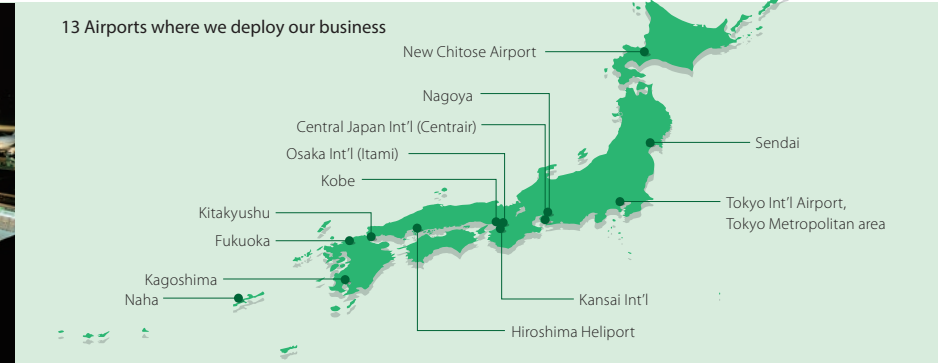 13 Airports where we deploy our business
New Chitose Airport
Nagoya
Central Japan Int'l (Centrair)
Osaka Int'l (Itami)
Kobe
Kitakyushu
Fukuoka
Kagoshima
Naha
Sendai
Tokyo Int'l Airport,
Tokyo Metropolitan area
Kansai Int'l
Hiroshima Heliport